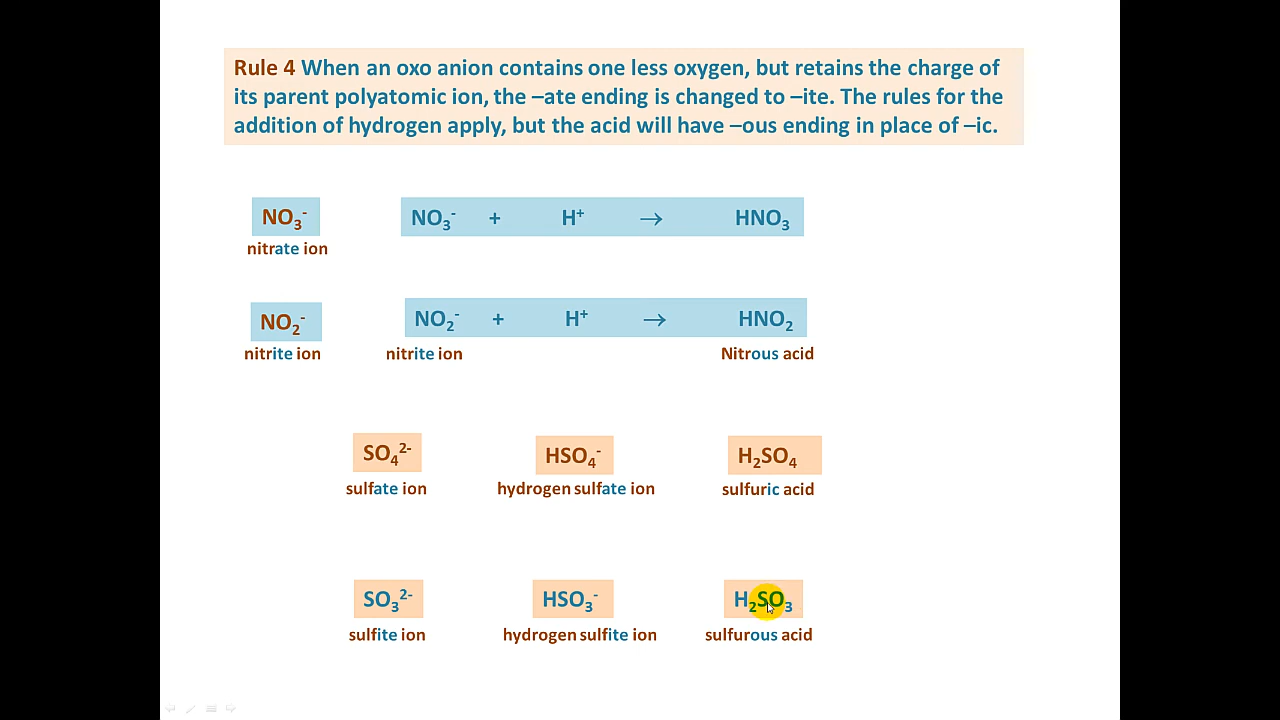 Rule 4 When an oxo anion contains one less oxygen, but retains the charge of
its parent polyatomic ion, the –ate ending is changed to –ite. The rules for the
addition of hydrogen apply, but the acid will have –ous ending in place of –ic.
NO₃⁻ NO₃⁻ + H⁺ → HNO₃
nitrate ion
NO₂⁻ NO₂⁻ + H⁺ → HNO₂
nitrite ion nitrite ion Nitrous acid
SO₄²⁻ HSO₄⁻ H₂SO₄
sulfate ion hydrogen sulfate ion sulfuric acid
SO₃²⁻ HSO₃⁻ H₂SO₃
sulfite ion hydrogen sulfite ion sulfurous acid